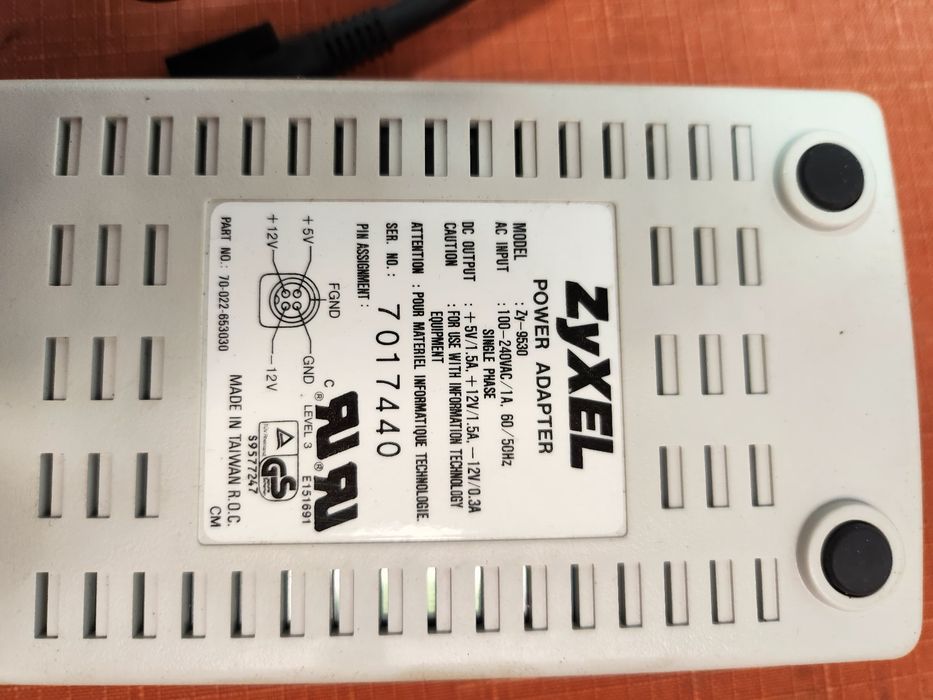 ZyXEL
POWER ADAPTER
MODEL : Zy-9530
AC INPUT : 100-240VAC/1A, 60/50Hz
SINGLE PHASE
DC OUTPUT : +5V/1.5A, +12V/1.5A, −12V/0.3A
CAUTION : FOR USE WITH INFORMATION TECHNOLOGY
EQUIPMENT
ATTENTION : POUR MATERIEL INFORMATIQUE TECHNOLOGIE.
SER. NO. : 7017440
PIN ASSIGNMENT :
FGND
+5V
GND
+12V
−12V
C ® ®
LEVEL 3 E151691
GS
S9577247
MADE IN TAIWAN R.O.C.
PART NO.: 70-022-653030
CM